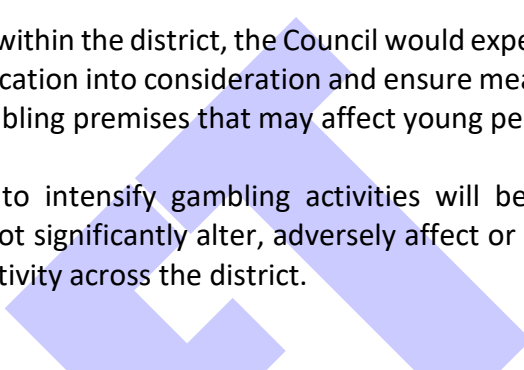 within the district, the Council would expe
cation into consideration and ensure mea
bling premises that may affect young pe
to intensify gambling activities will be
ot significantly alter, adversely affect or
tivity across the district.